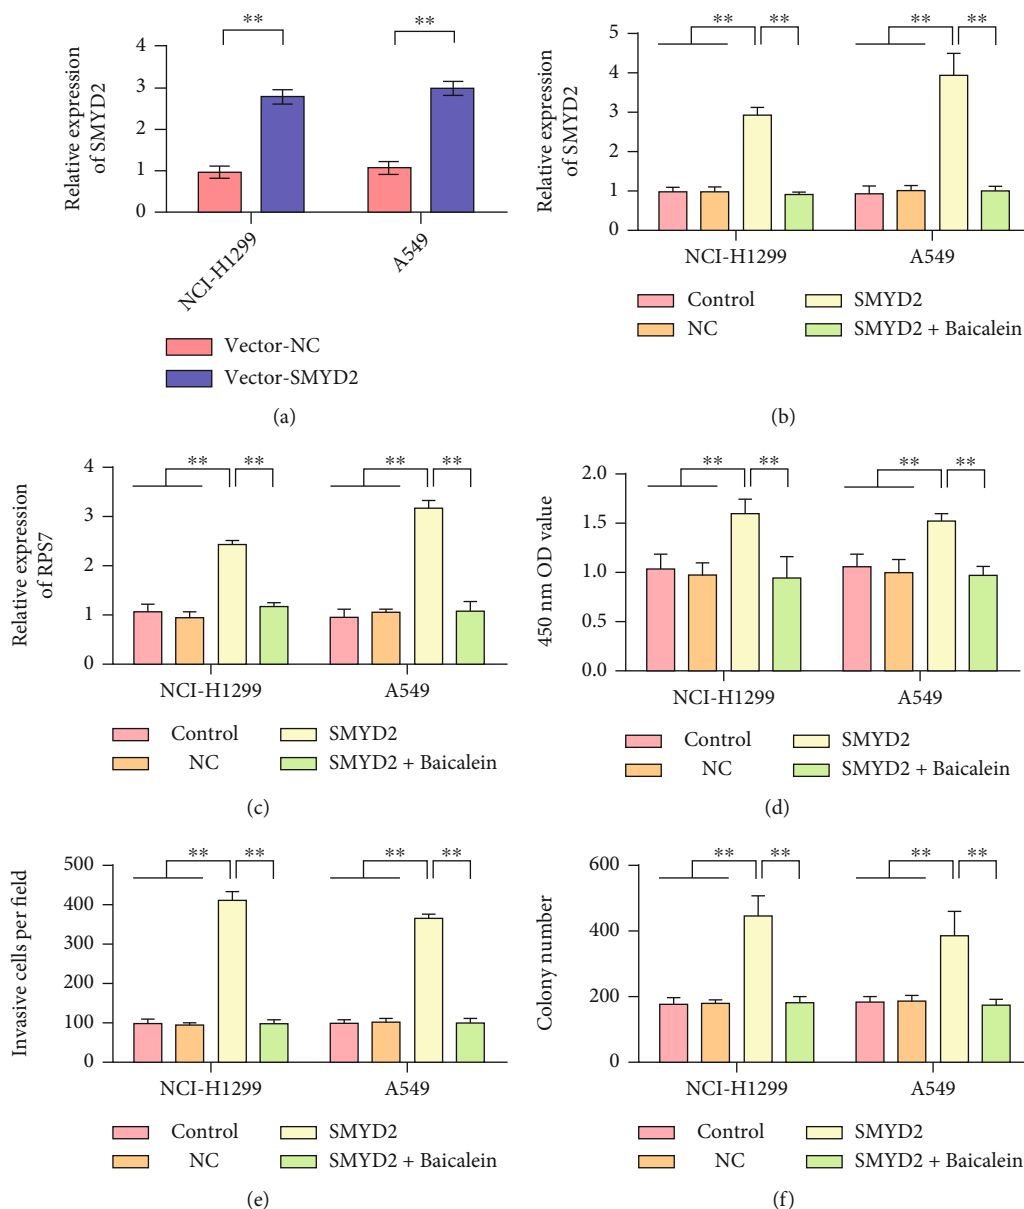 Relative expression
of SMYD2
4
3
2
1
0
**
**
NCI-H1299
A549
Vector-NC
Vector-SMYD2
(a)
Relative expression
of SMYD2
5
4
3
2
1
0
** **
** **
NCI-H1299
A549
Control
SMYD2
NC
SMYD2 + Baicalein
(b)
Relative expression
of RPS7
4
3
2
1
0
** **
** **
NCI-H1299
A549
Control
SMYD2
NC
SMYD2 + Baicalein
(c)
450 nm OD value
2.0
1.5
1.0
0.5
0.0
** **
** **
NCI-H1299
A549
Control
SMYD2
NC
SMYD2 + Baicalein
(d)
Invasive cells per field
500
400
300
200
100
0
** **
** **
NCI-H1299
A549
Control
SMYD2
NC
SMYD2 + Baicalein
(e)
Colony number
600
400
200
0
** **
** **
NCI-H1299
A549
Control
SMYD2
NC
SMYD2 + Baicalein
(f)